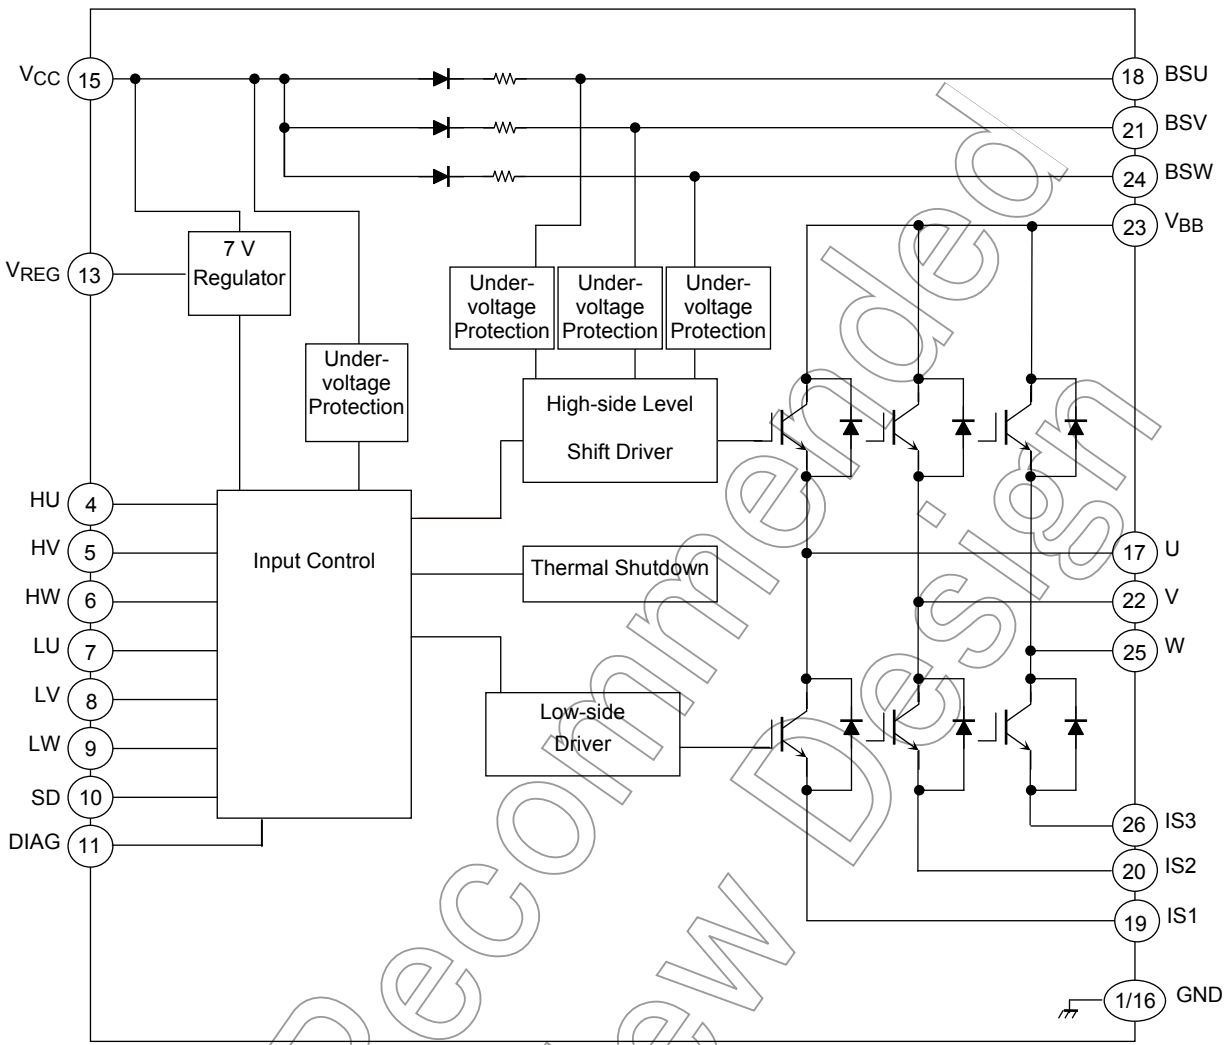 VCC 15
18 BSU
21 BSV
24 BSW
23 VBB
7 V
Regulator
VREG 13
Under-
voltage
Protection
Under-
voltage
Protection
Under-
voltage
Protection
Under-
voltage
Protection
High-side Level
Shift Driver
HU 4
HV 5
HW 6
LU 7
LV 8
LW 9
SD 10
DIAG 11
Input Control
Thermal Shutdown
Low-side
Driver
17 U
22 V
25 W
26 IS3
20 IS2
19 IS1
1/16 GND
Recommended
New Design